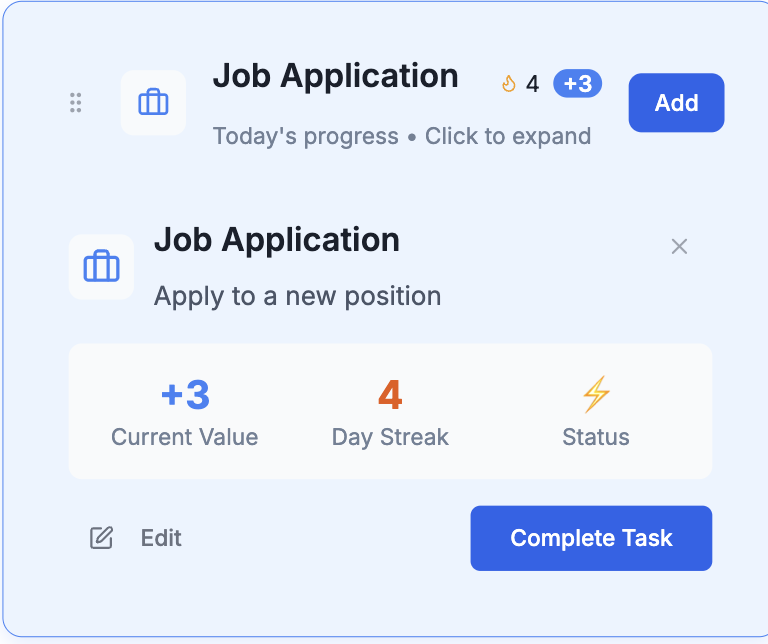 Job Application
4 +3
Add
Today's progress • Click to expand
Job Application
Apply to a new position
+3 4
Current Value Day Streak Status
Edit
Complete Task